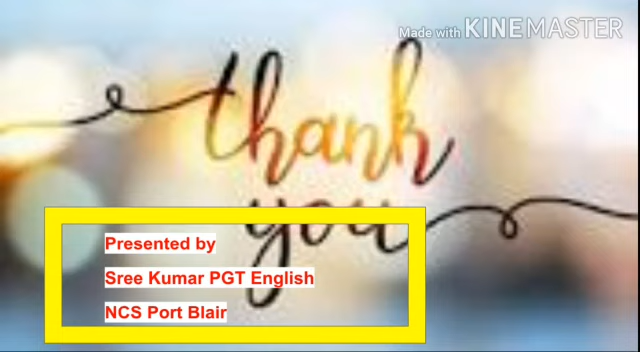 Made with KINEMASTER
thank
you
Presented by
Sree Kumar PGT English
NCS Port Blair